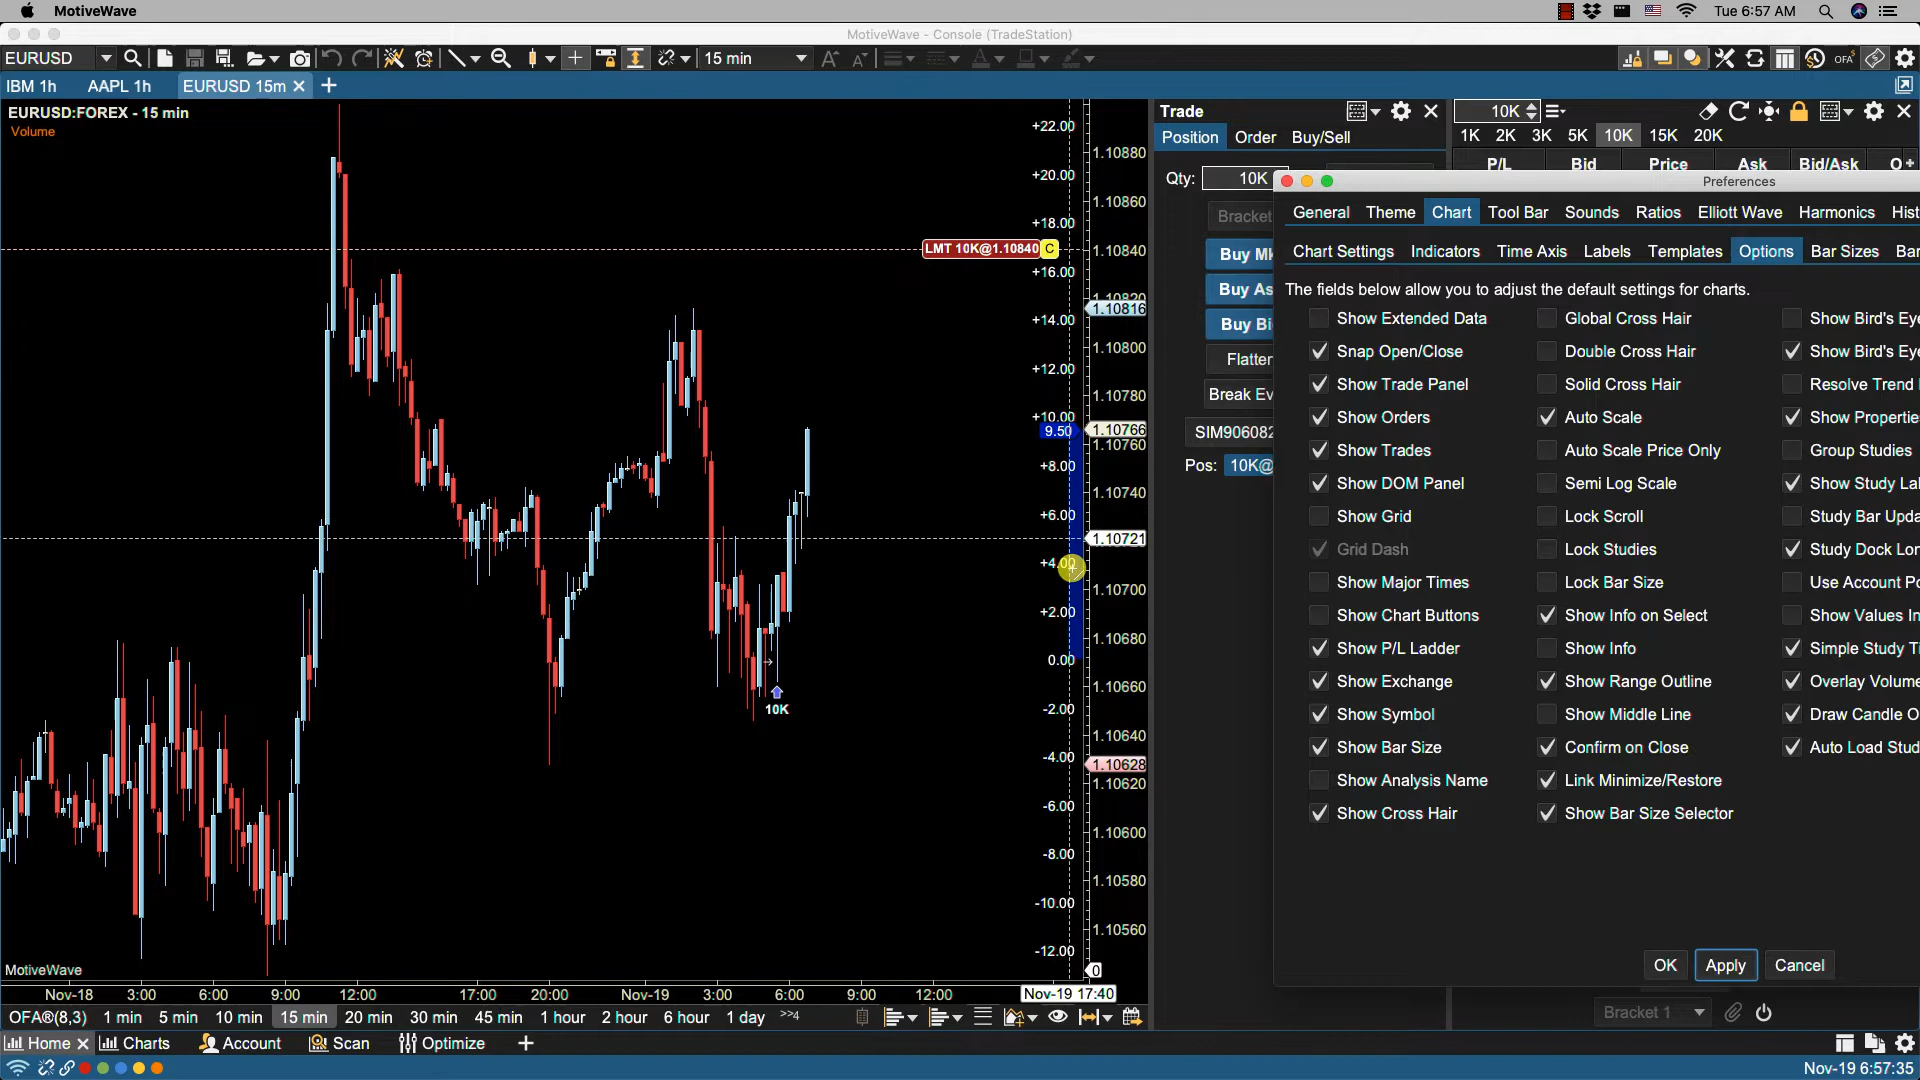 MotiveWave
Tue 6:57 AM
MotiveWave - Console (TradeStation)
EURUSD
15 min
OFA
IBM 1h
AAPL 1h
EURUSD 15m
EURUSD:FOREX - 15 min
Volume
+22.00
+20.00
+18.00
+16.00
+14.00
+12.00
+10.00
9.50
+8.00
+6.00
+4.00
+2.00
0.00
-2.00
-4.00
-6.00
-8.00
-10.00
-12.00
1.10880
1.10860
1.10840
1.10816
1.10800
1.10780
1.10766
1.10760
1.10740
1.10721
1.10700
1.10680
1.10660
1.10640
1.10628
1.10620
1.10600
1.10580
1.10560
0
LMT 10K@1.10840 C
10K
MotiveWave
Nov-18 3:00 6:00 9:00 12:00 17:00 20:00 Nov-19 3:00 6:00 9:00 12:00 Nov-19 17:40
OFA®(8,3) 1 min 5 min 10 min 15 min 20 min 30 min 45 min 1 hour 2 hour 6 hour 1 day >>4
Home Charts Account Scan Optimize
Nov-19 6:57:35
Trade
Position Order Buy/Sell
Qty: 10K
Bracket
Buy Mk
Buy As
Buy Bi
Flatten
Break Ev
SIM906082
Pos: 10K@
10K
1K 2K 3K 5K 10K 15K 20K
P/L Bid Price Ask Bid/Ask O
Preferences
General Theme Chart Tool Bar Sounds Ratios Elliott Wave Harmonics Hist
Chart Settings Indicators Time Axis Labels Templates Options Bar Sizes Bar
The fields below allow you to adjust the default settings for charts.
Show Extended Data
Snap Open/Close
Show Trade Panel
Show Orders
Show Trades
Show DOM Panel
Show Grid
Grid Dash
Show Major Times
Show Chart Buttons
Show P/L Ladder
Show Exchange
Show Symbol
Show Bar Size
Show Analysis Name
Show Cross Hair
Global Cross Hair
Double Cross Hair
Solid Cross Hair
Auto Scale
Auto Scale Price Only
Semi Log Scale
Lock Scroll
Lock Studies
Lock Bar Size
Show Info on Select
Show Info
Show Range Outline
Show Middle Line
Confirm on Close
Link Minimize/Restore
Show Bar Size Selector
Show Bird's Eye
Show Bird's Eye
Resolve Trend
Show Propertie
Group Studies
Show Study Lal
Study Bar Upda
Study Dock Lor
Use Account Po
Show Values In
Simple Study Ti
Overlay Volume
Draw Candle O
Auto Load Stud
OK Apply Cancel
Bracket 1